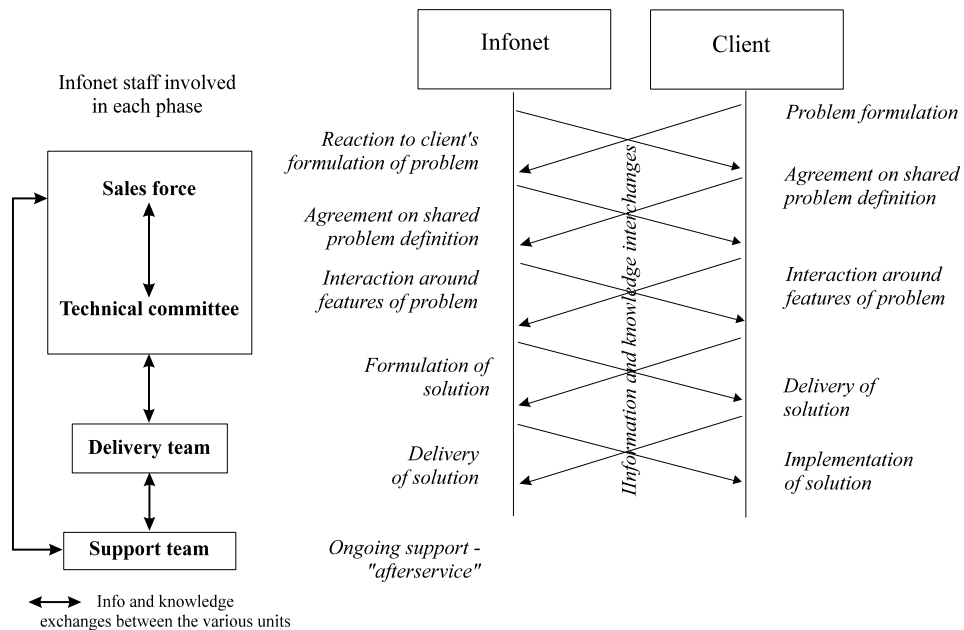 Infonet
Client
Infonet staff involved
in each phase
Sales force
Technical committee
Delivery team
Support team
Info and knowledge
exchanges between the various units
Reaction to client's
formulation of problem
Agreement on shared
problem definition
Interaction around
features of problem
Formulation of
solution
Delivery
of solution
Ongoing support -
"afterservice"
IInformation and knowledge interchanges
Problem formulation
Agreement on shared
problem definition
Interaction around
features of problem
Delivery of
solution
Implementation
of solution